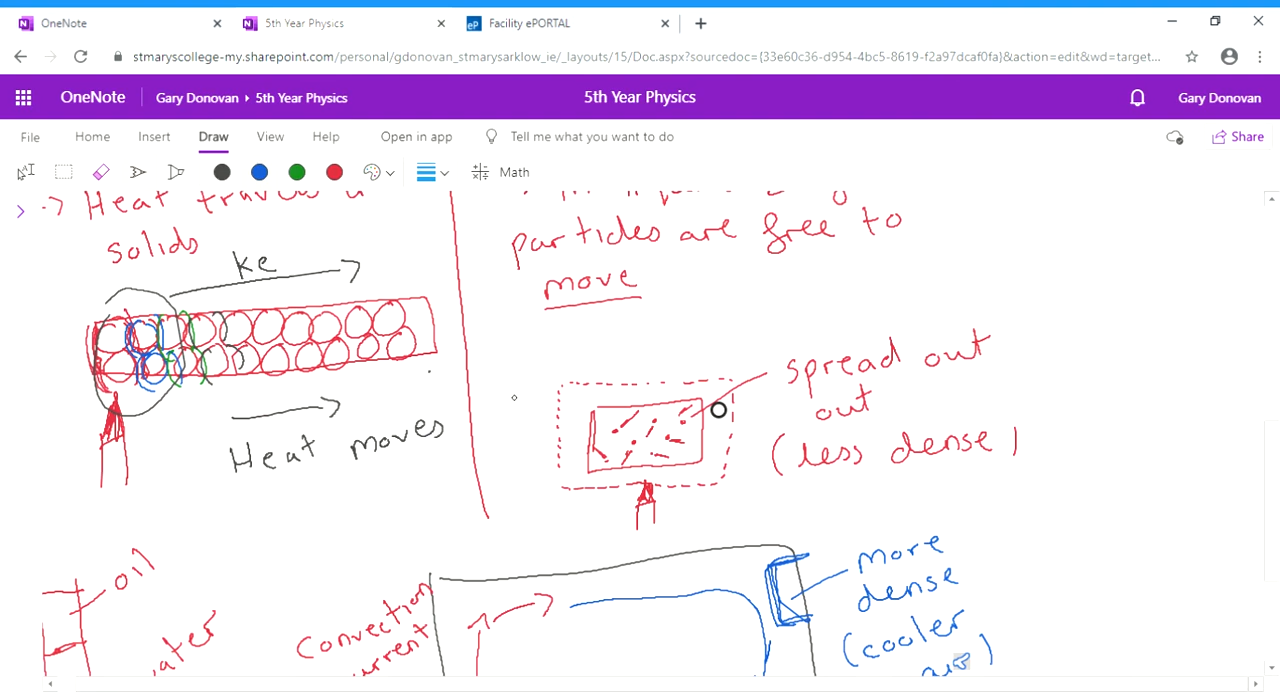 OneNote
5th Year Physics
Facility ePORTAL
stmaryscollege-my.sharepoint.com/personal/gdonovan_stmarysarklow_ie/_layouts/15/Doc.aspx?sourcedoc={33e60c36-d954-4bc5-8619-f2a97dcaf0fa}&action=edit&wd=target...
OneNote
Gary Donovan › 5th Year Physics
5th Year Physics
Gary Donovan
File Home Insert Draw View Help Open in app Tell me what you want to do Share
Math
-> Heat
solids
ke
Heat moves
particles are free to
move
spread out
out
(less dense)
oil
water
Convection
more
dense
(cooler